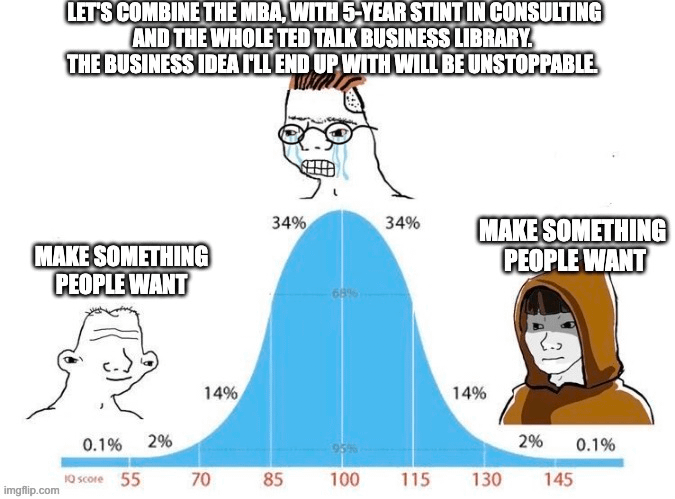 LET'S COMBINE THE MBA, WITH 5-YEAR STINT IN CONSULTING
AND THE WHOLE TED TALK BUSINESS LIBRARY.
THE BUSINESS IDEA I'LL END UP WITH WILL BE UNSTOPPABLE.
34% 34%
MAKE SOMETHING
PEOPLE WANT
MAKE SOMETHING
PEOPLE WANT
68%
14% 14%
0.1% 2% 95% 2% 0.1%
IQ score 55 70 85 100 115 130 145
imgflip.com